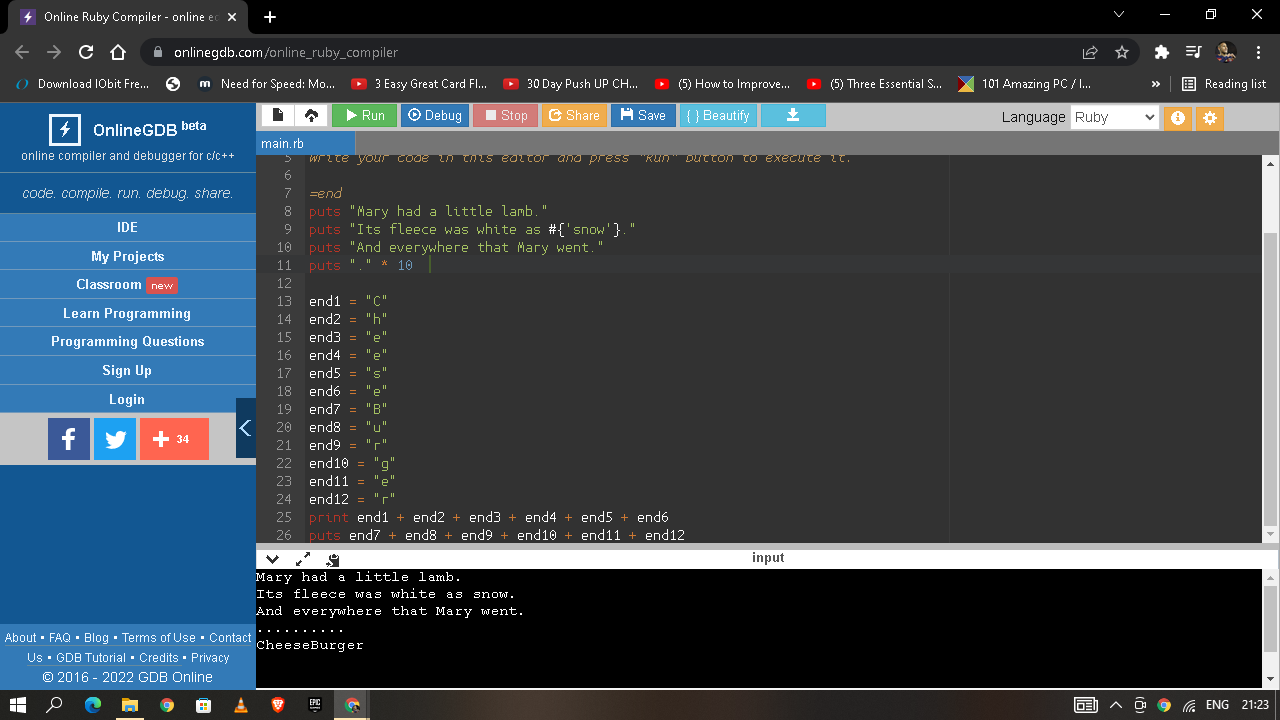 Online Ruby Compiler - online ed
onlinegdb.com/online_ruby_compiler
Download IObit Fre...
Need for Speed: Mo...
3 Easy Great Card Fl...
30 Day Push UP CH...
(5) How to Improve...
(5) Three Essential S...
101 Amazing PC / I...
»
Reading list
OnlineGDB beta
online compiler and debugger for c/c++
code. compile. run. debug. share.
IDE
My Projects
Classroom new
Learn Programming
Programming Questions
Sign Up
Login
34
About • FAQ • Blog • Terms of Use • Contact
Us • GDB Tutorial • Credits • Privacy
© 2016 - 2022 GDB Online
Run Debug Stop Share Save { } Beautify
Language Ruby
main.rb
5 Write your code in this editor and press "Run" button to execute it.
6
7 =end
8 puts "Mary had a little lamb."
9 puts "Its fleece was white as #{'snow'}."
10 puts "And everywhere that Mary went."
11 puts "." * 10
12
13 end1 = "C"
14 end2 = "h"
15 end3 = "e"
16 end4 = "e"
17 end5 = "s"
18 end6 = "e"
19 end7 = "B"
20 end8 = "u"
21 end9 = "r"
22 end10 = "g"
23 end11 = "e"
24 end12 = "r"
25 print end1 + end2 + end3 + end4 + end5 + end6
26 puts end7 + end8 + end9 + end10 + end11 + end12
input
Mary had a little lamb.
Its fleece was white as snow.
And everywhere that Mary went.
..........
CheeseBurger
EPIC
ENG 21:23